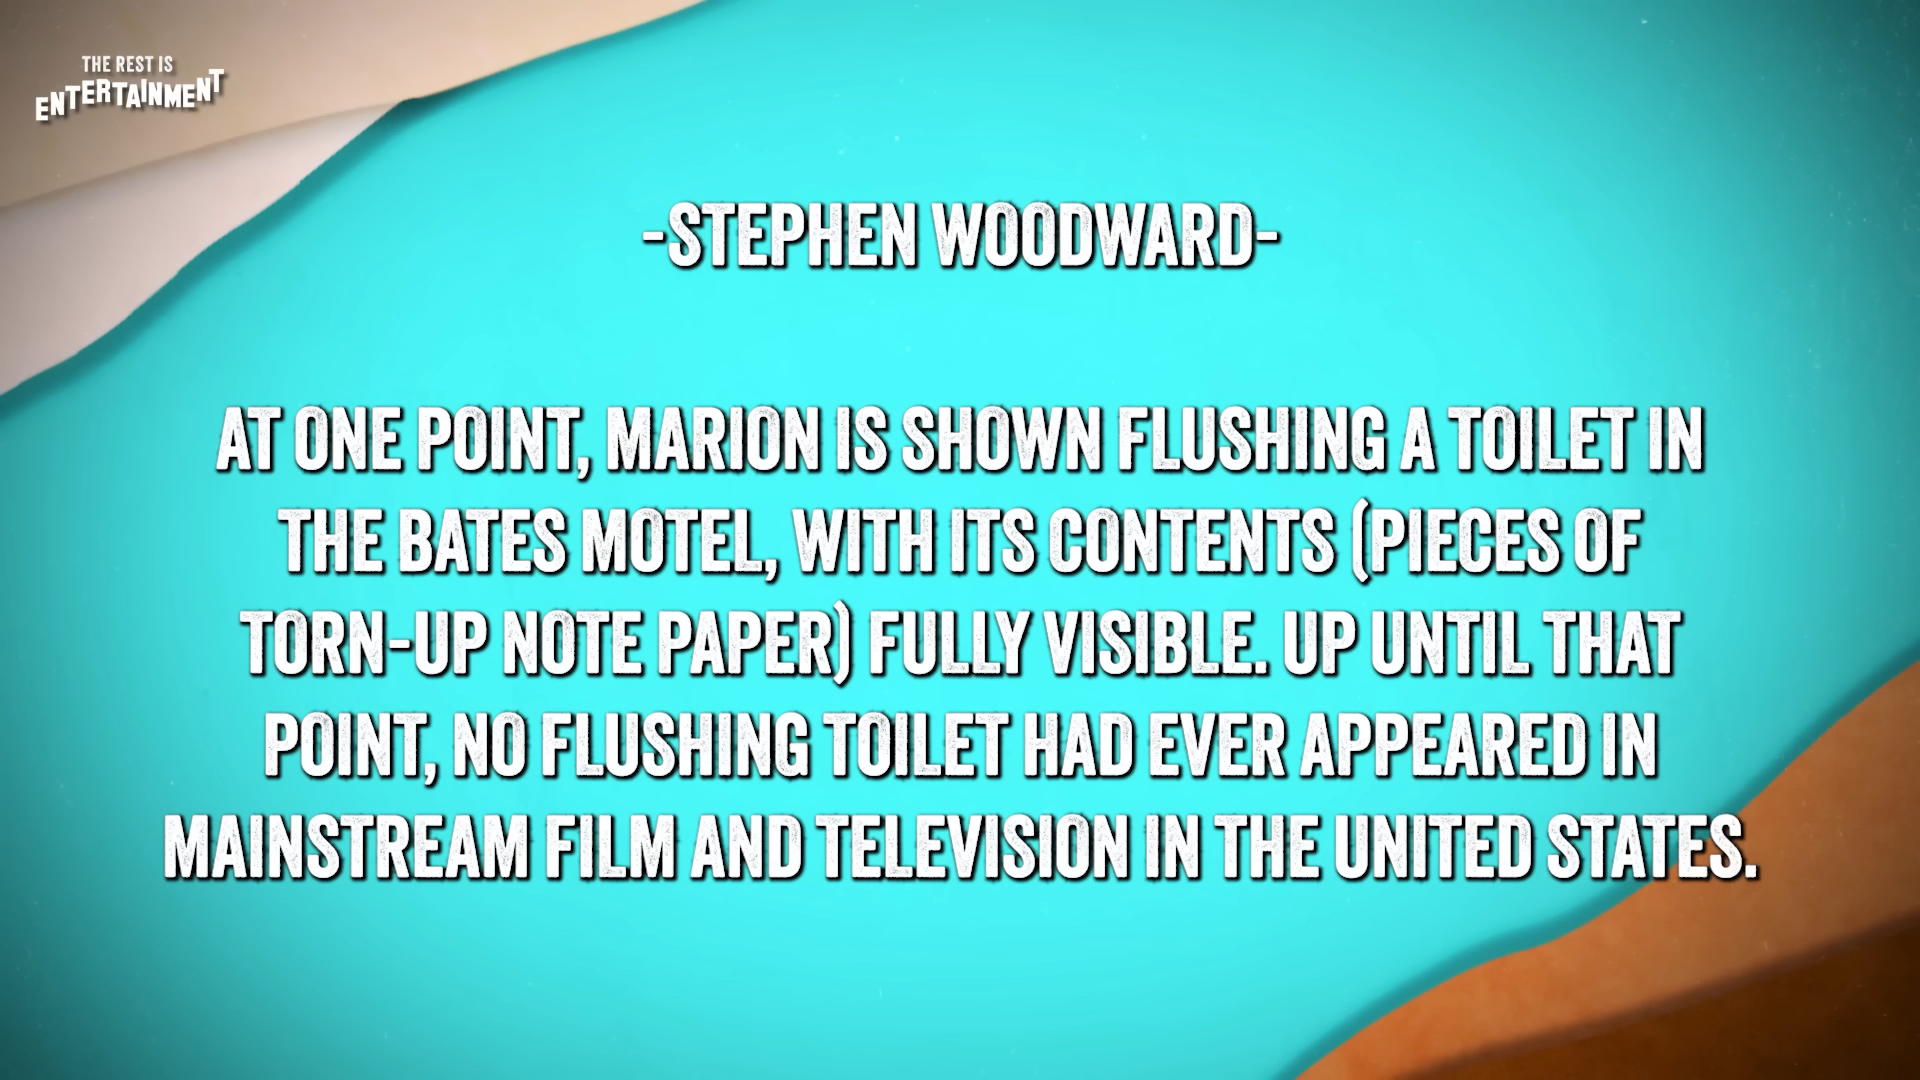 THE REST IS
ENTERTAINMENT
-STEPHEN WOODWARD-
AT ONE POINT, MARION IS SHOWN FLUSHING A TOILET IN
THE BATES MOTEL, WITH ITS CONTENTS (PIECES OF
TORN-UP NOTE PAPER) FULLY VISIBLE. UP UNTIL THAT
POINT, NO FLUSHING TOILET HAD EVER APPEARED IN
MAINSTREAM FILM AND TELEVISION IN THE UNITED STATES.